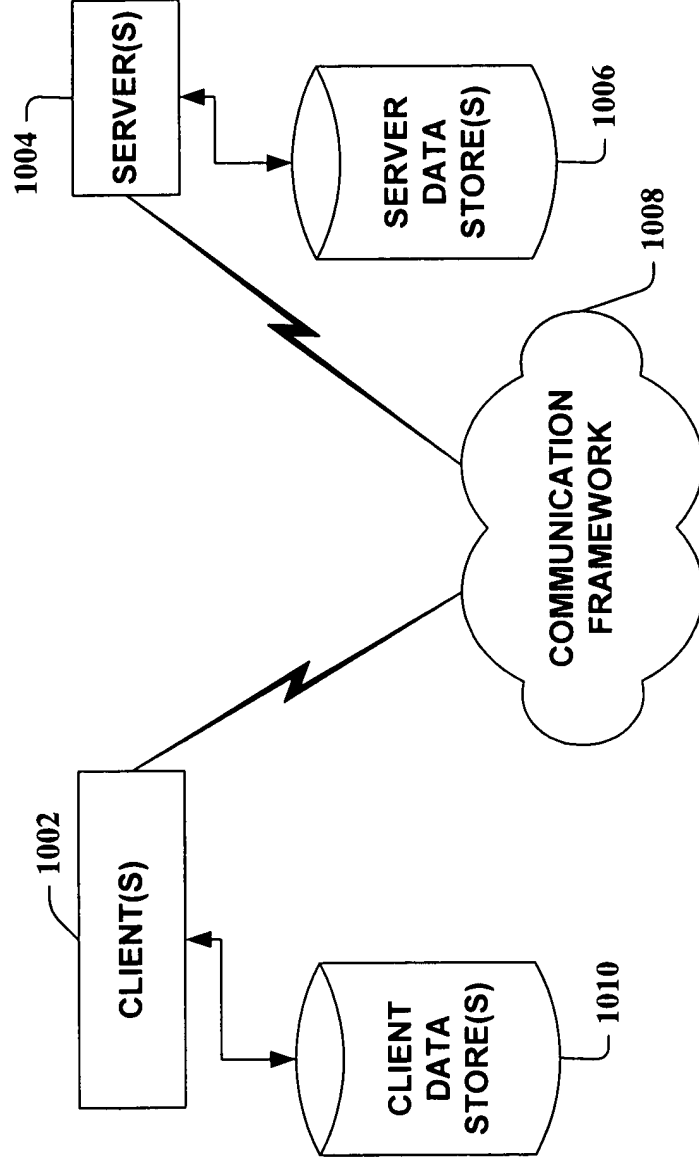 1002
CLIENT(S)
1004
SERVER(S)
CLIENT
DATA
STORE(S)
1010
SERVER
DATA
STORE(S)
1006
COMMUNICATION
FRAMEWORK
1008